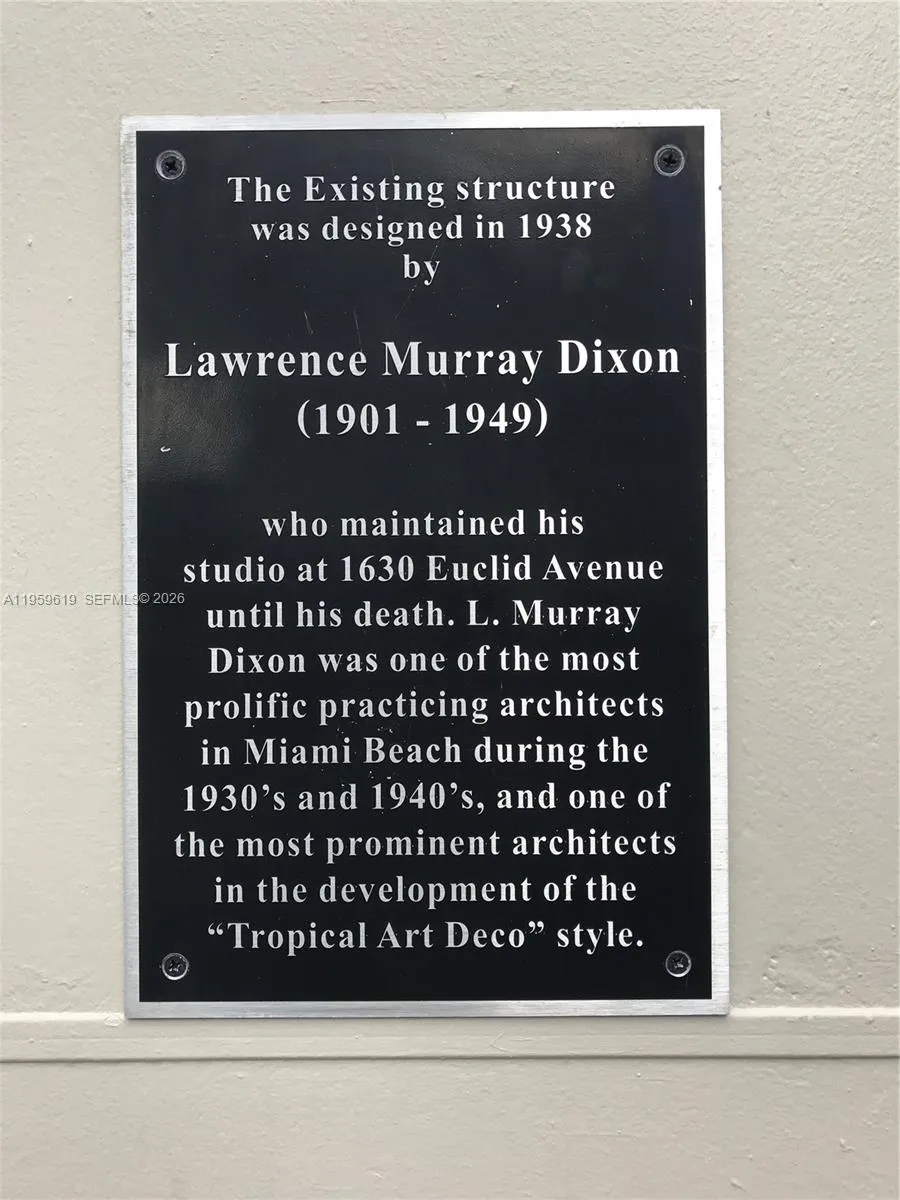 The Existing structure
was designed in 1938
by
Lawrence Murray Dixon
(1901 - 1949)
who maintained his
studio at 1630 Euclid Avenue
until his death. L. Murray
Dixon was one of the most
prolific practicing architects
in Miami Beach during the
1930's and 1940's, and one of
the most prominent architects
in the development of the
“Tropical Art Deco” style.
A11959619 SEFMLS© 2026